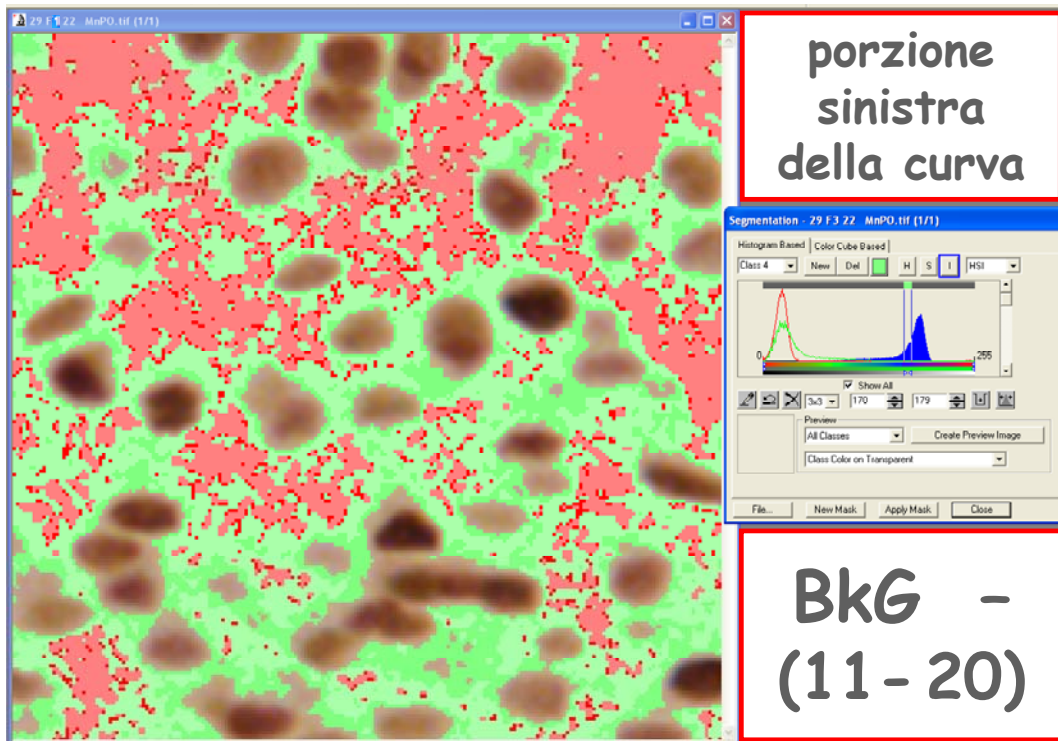 29 F3 22 MnPO.tif (1/1)
porzione
sinistra
della curva
Segmentation - 29 F3 22 MnPO.tif (1/1)
Histogram Based Color Cube Based
Class 4 New Del H S I HSI
0 255
Show All
3x3 170 179
Preview
All Classes Create Preview Image
Class Color on Transparent
File... New Mask Apply Mask Close
BkG -
(11-20)